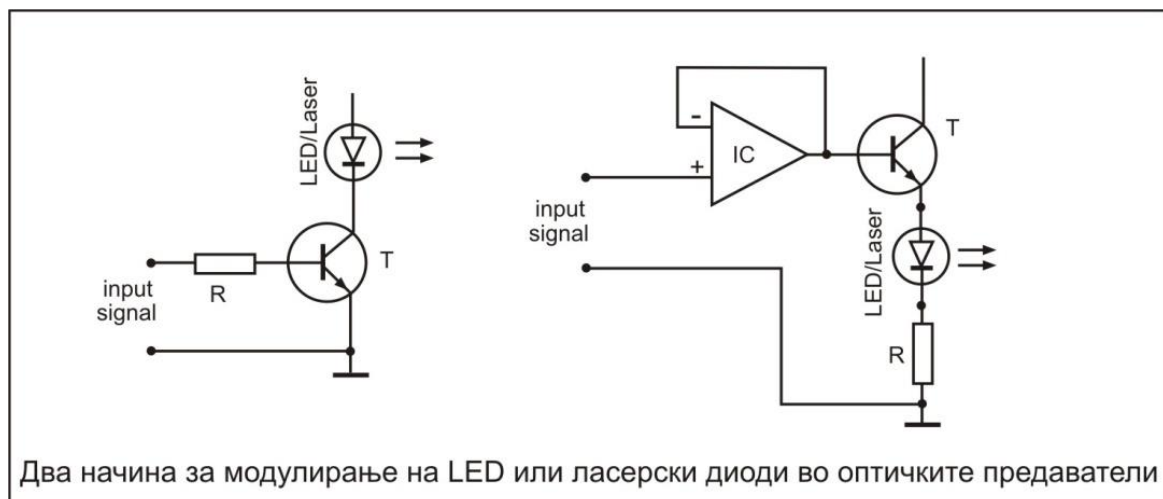 LED/Laser
T
R
input
signal
-
+
IC
T
input
signal
LED/Laser
R
Два начина за модулирање на LED или ласерски диоди во оптичките предаватели